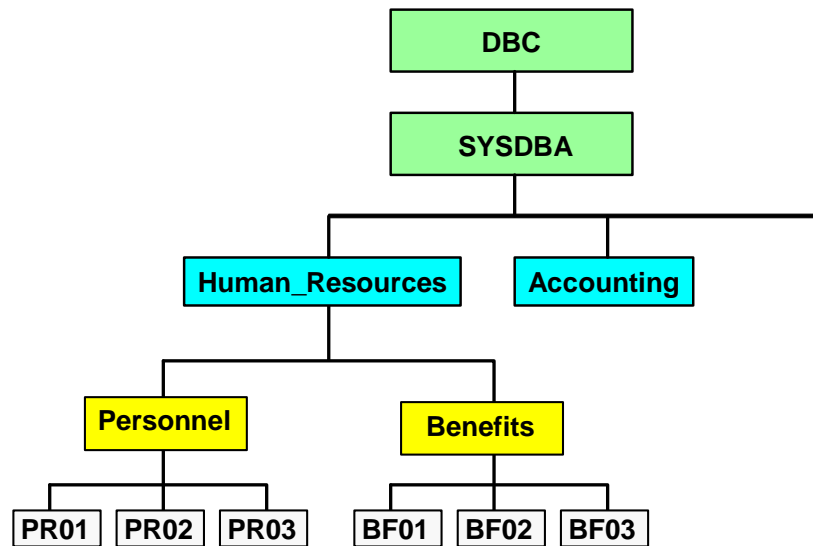 DBC
SYSDBA
Human_Resources
Accounting
Personnel
Benefits
PR01
PR02
PR03
BF01
BF02
BF03